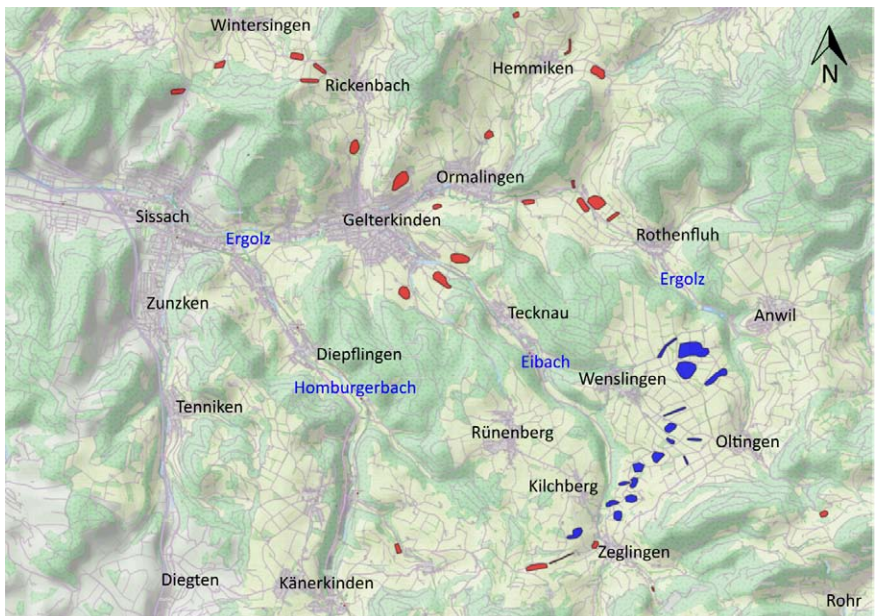 Wintersingen
N
Hemmiken
Rickenbach
Ormalingen
Sissach
Gelterkinden
Ergolz
Rothenfluh
Ergolz
Zunzken
Tecknau
Anwil
Diepflingen
Eibach
Homburgerbach
Wenslingen
Tenniken
Rünenberg
Oltingen
Kilchberg
Zeglingen
Diegten
Känerkinden
Rohr